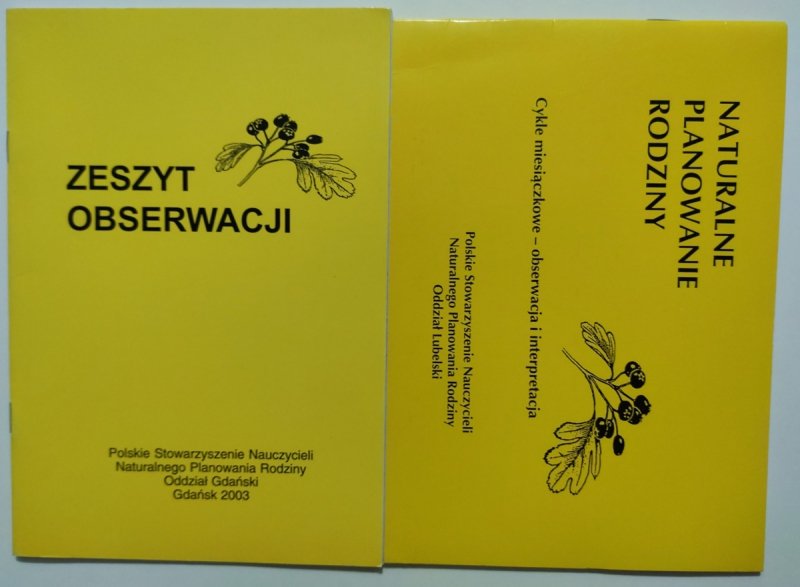 ZESZYT
OBSERWACJI
Polskie Stowarzyszenie Nauczycieli
Naturalnego Planowania Rodziny
Oddział Gdański
Gdańsk 2003
NATURALNE
PLANOWANIE
RODZINY
Cykle miesiączkowe – obserwacja i interpretacja
Polskie Stowarzyszenie Nauczycieli
Naturalnego Planowania Rodziny
Oddział Lubelski